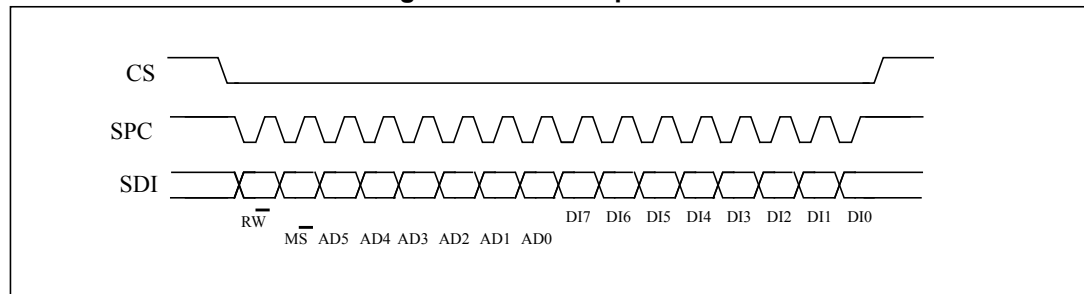 CS
SPC
SDI
RW̅ DI7 DI6 DI5 DI4 DI3 DI2 DI1 DI0
MS̅ AD5 AD4 AD3 AD2 AD1 AD0